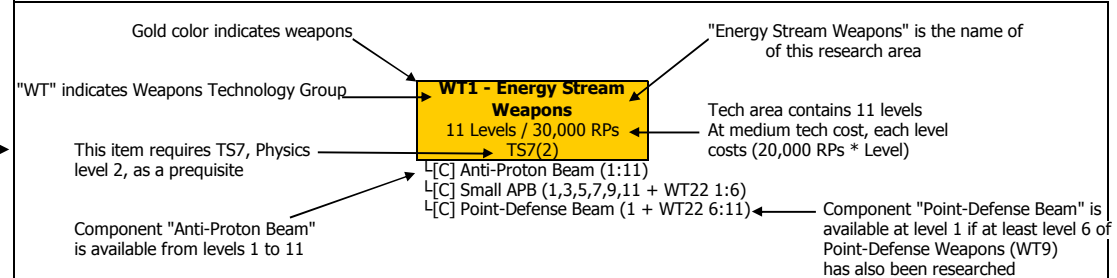 Gold color indicates weapons
"WT" indicates Weapons Technology Group
This item requires TS7, Physics
level 2, as a prequisite
Component "Anti-Proton Beam"
is available from levels 1 to 11
WT1 - Energy Stream
Weapons
11 Levels / 30,000 RPs
TS7(2)
└[C] Anti-Proton Beam (1:11)
└[C] Small APB (1,3,5,7,9,11 + WT22 1:6)
└[C] Point-Defense Beam (1 + WT22 6:11)
"Energy Stream Weapons" is the name of
of this research area
Tech area contains 11 levels
At medium tech cost, each level
costs (20,000 RPs * Level)
Component "Point-Defense Beam" is
available at level 1 if at least level 6 of
Point-Defense Weapons (WT9)
has also been researched